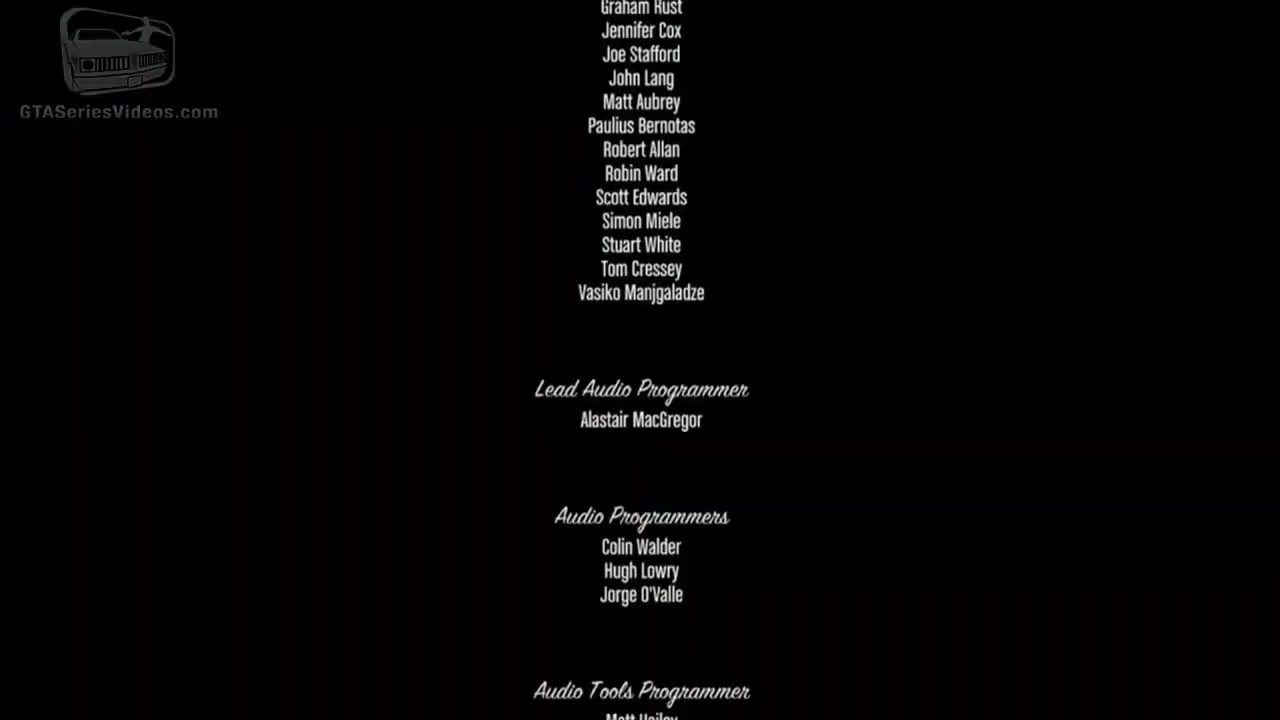 GTASeriesVideos.com
Graham Rust
Jennifer Cox
Joe Stafford
John Lang
Matt Aubrey
Paulius Bernotas
Robert Allan
Robin Ward
Scott Edwards
Simon Miele
Stuart White
Tom Cressey
Vasiko Manjgaladze
Lead Audio Programmer
Alastair MacGregor
Audio Programmers
Colin Walder
Hugh Lowry
Jorge O'Valle
Audio Tools Programmer
Matt